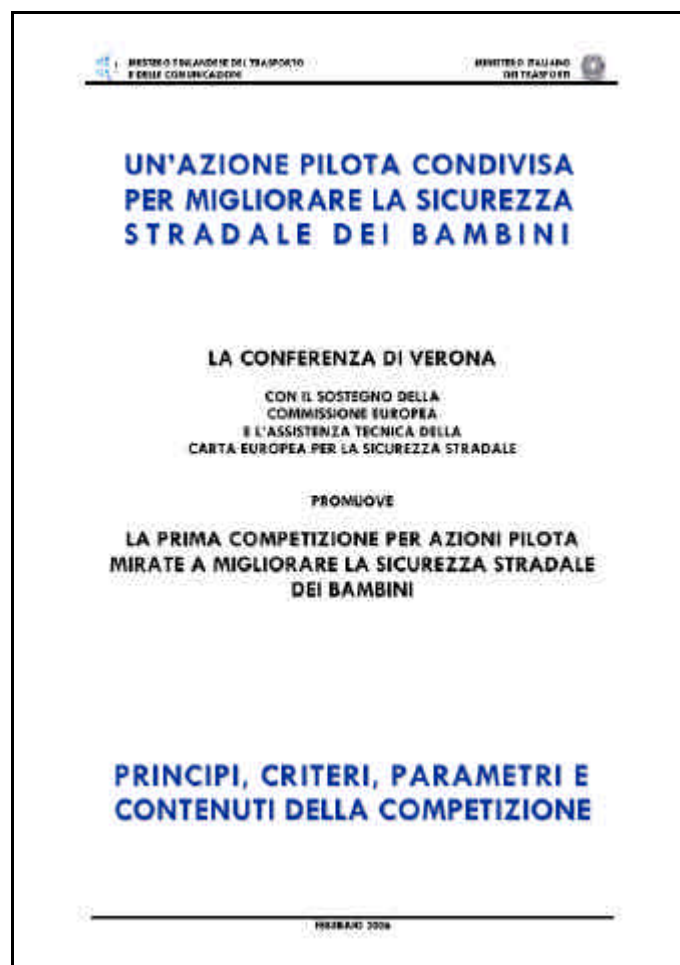 MINISTERO FINLANDESE DEL TRASPORTO
E DELLE COMUNICAZIONI
MINISTERO ITALIANO
DEI TRASPORTI
UN'AZIONE PILOTA CONDIVISA
PER MIGLIORARE LA SICUREZZA
STRADALE DEI BAMBINI
LA CONFERENZA DI VERONA
CON IL SOSTEGNO DELLA
COMMISSIONE EUROPEA
E L'ASSISTENZA TECNICA DELLA
CARTA EUROPEA PER LA SICUREZZA STRADALE
PROMUOVE
LA PRIMA COMPETIZIONE PER AZIONI PILOTA
MIRATE A MIGLIORARE LA SICUREZZA STRADALE
DEI BAMBINI
PRINCIPI, CRITERI, PARAMETRI E
CONTENUTI DELLA COMPETIZIONE
FEBBRAIO 2006